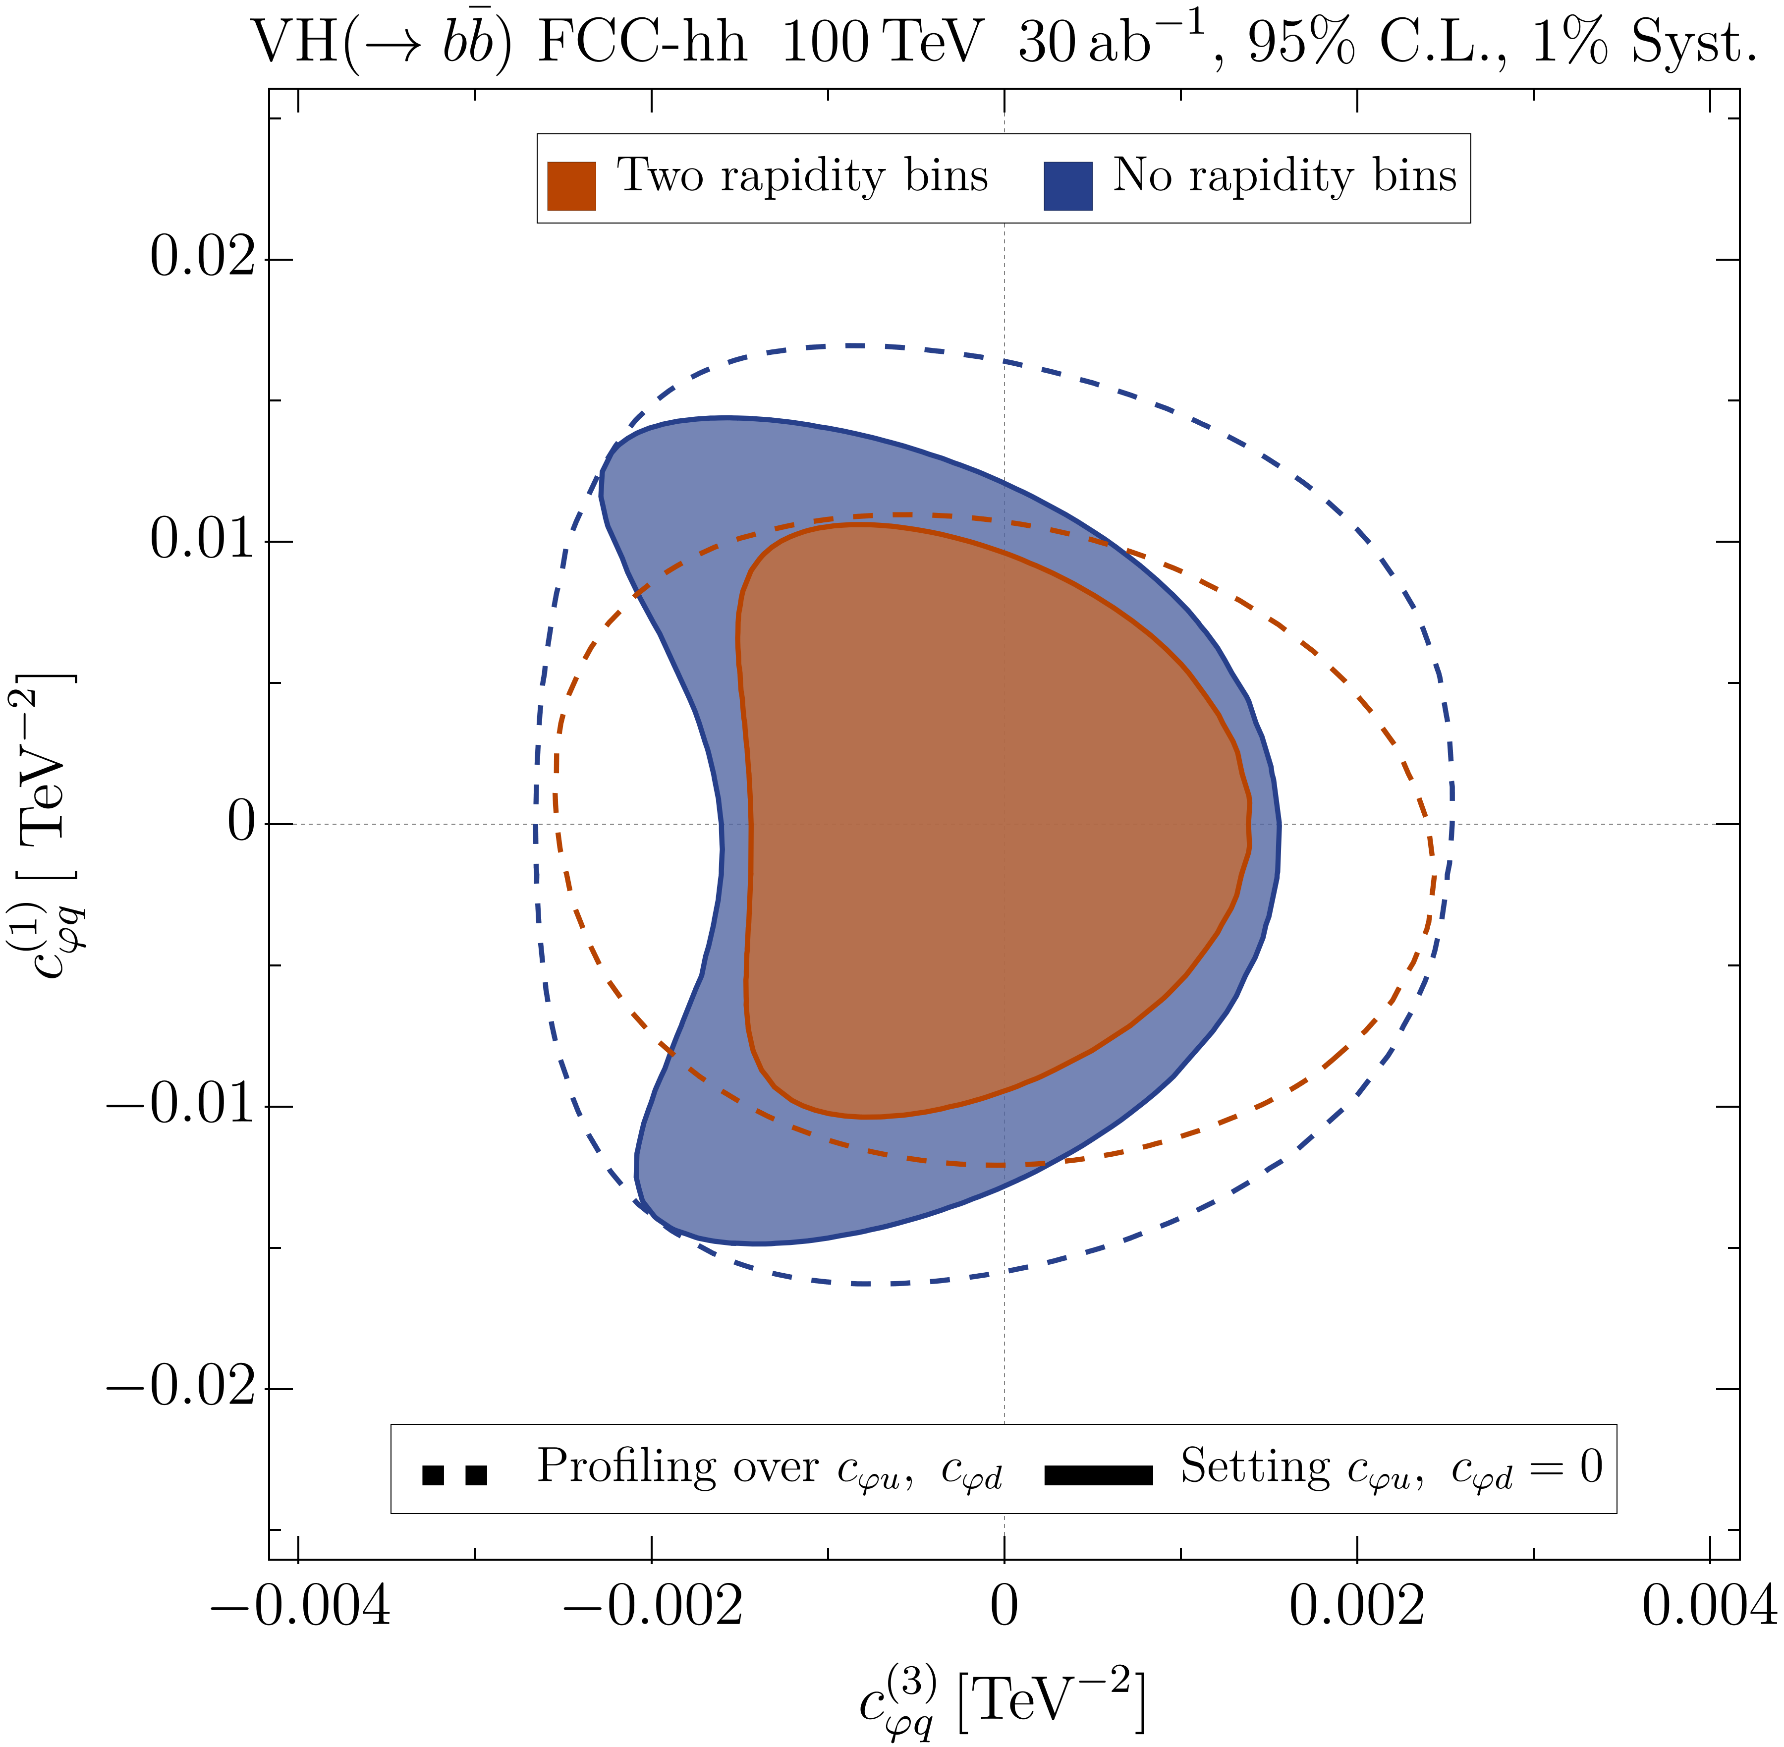 VH(→ bb̄) FCC-hh 100 TeV 30 ab⁻¹, 95% C.L., 1% Syst.
Two rapidity bins No rapidity bins
0.02
0.01
0
−0.01
−0.02
c_{φq}^{(1)} [ TeV⁻²]
Profiling over c_{φu}, c_{φd} Setting c_{φu}, c_{φd} = 0
−0.004 −0.002 0 0.002 0.004
c_{φq}^{(3)} [TeV⁻²]